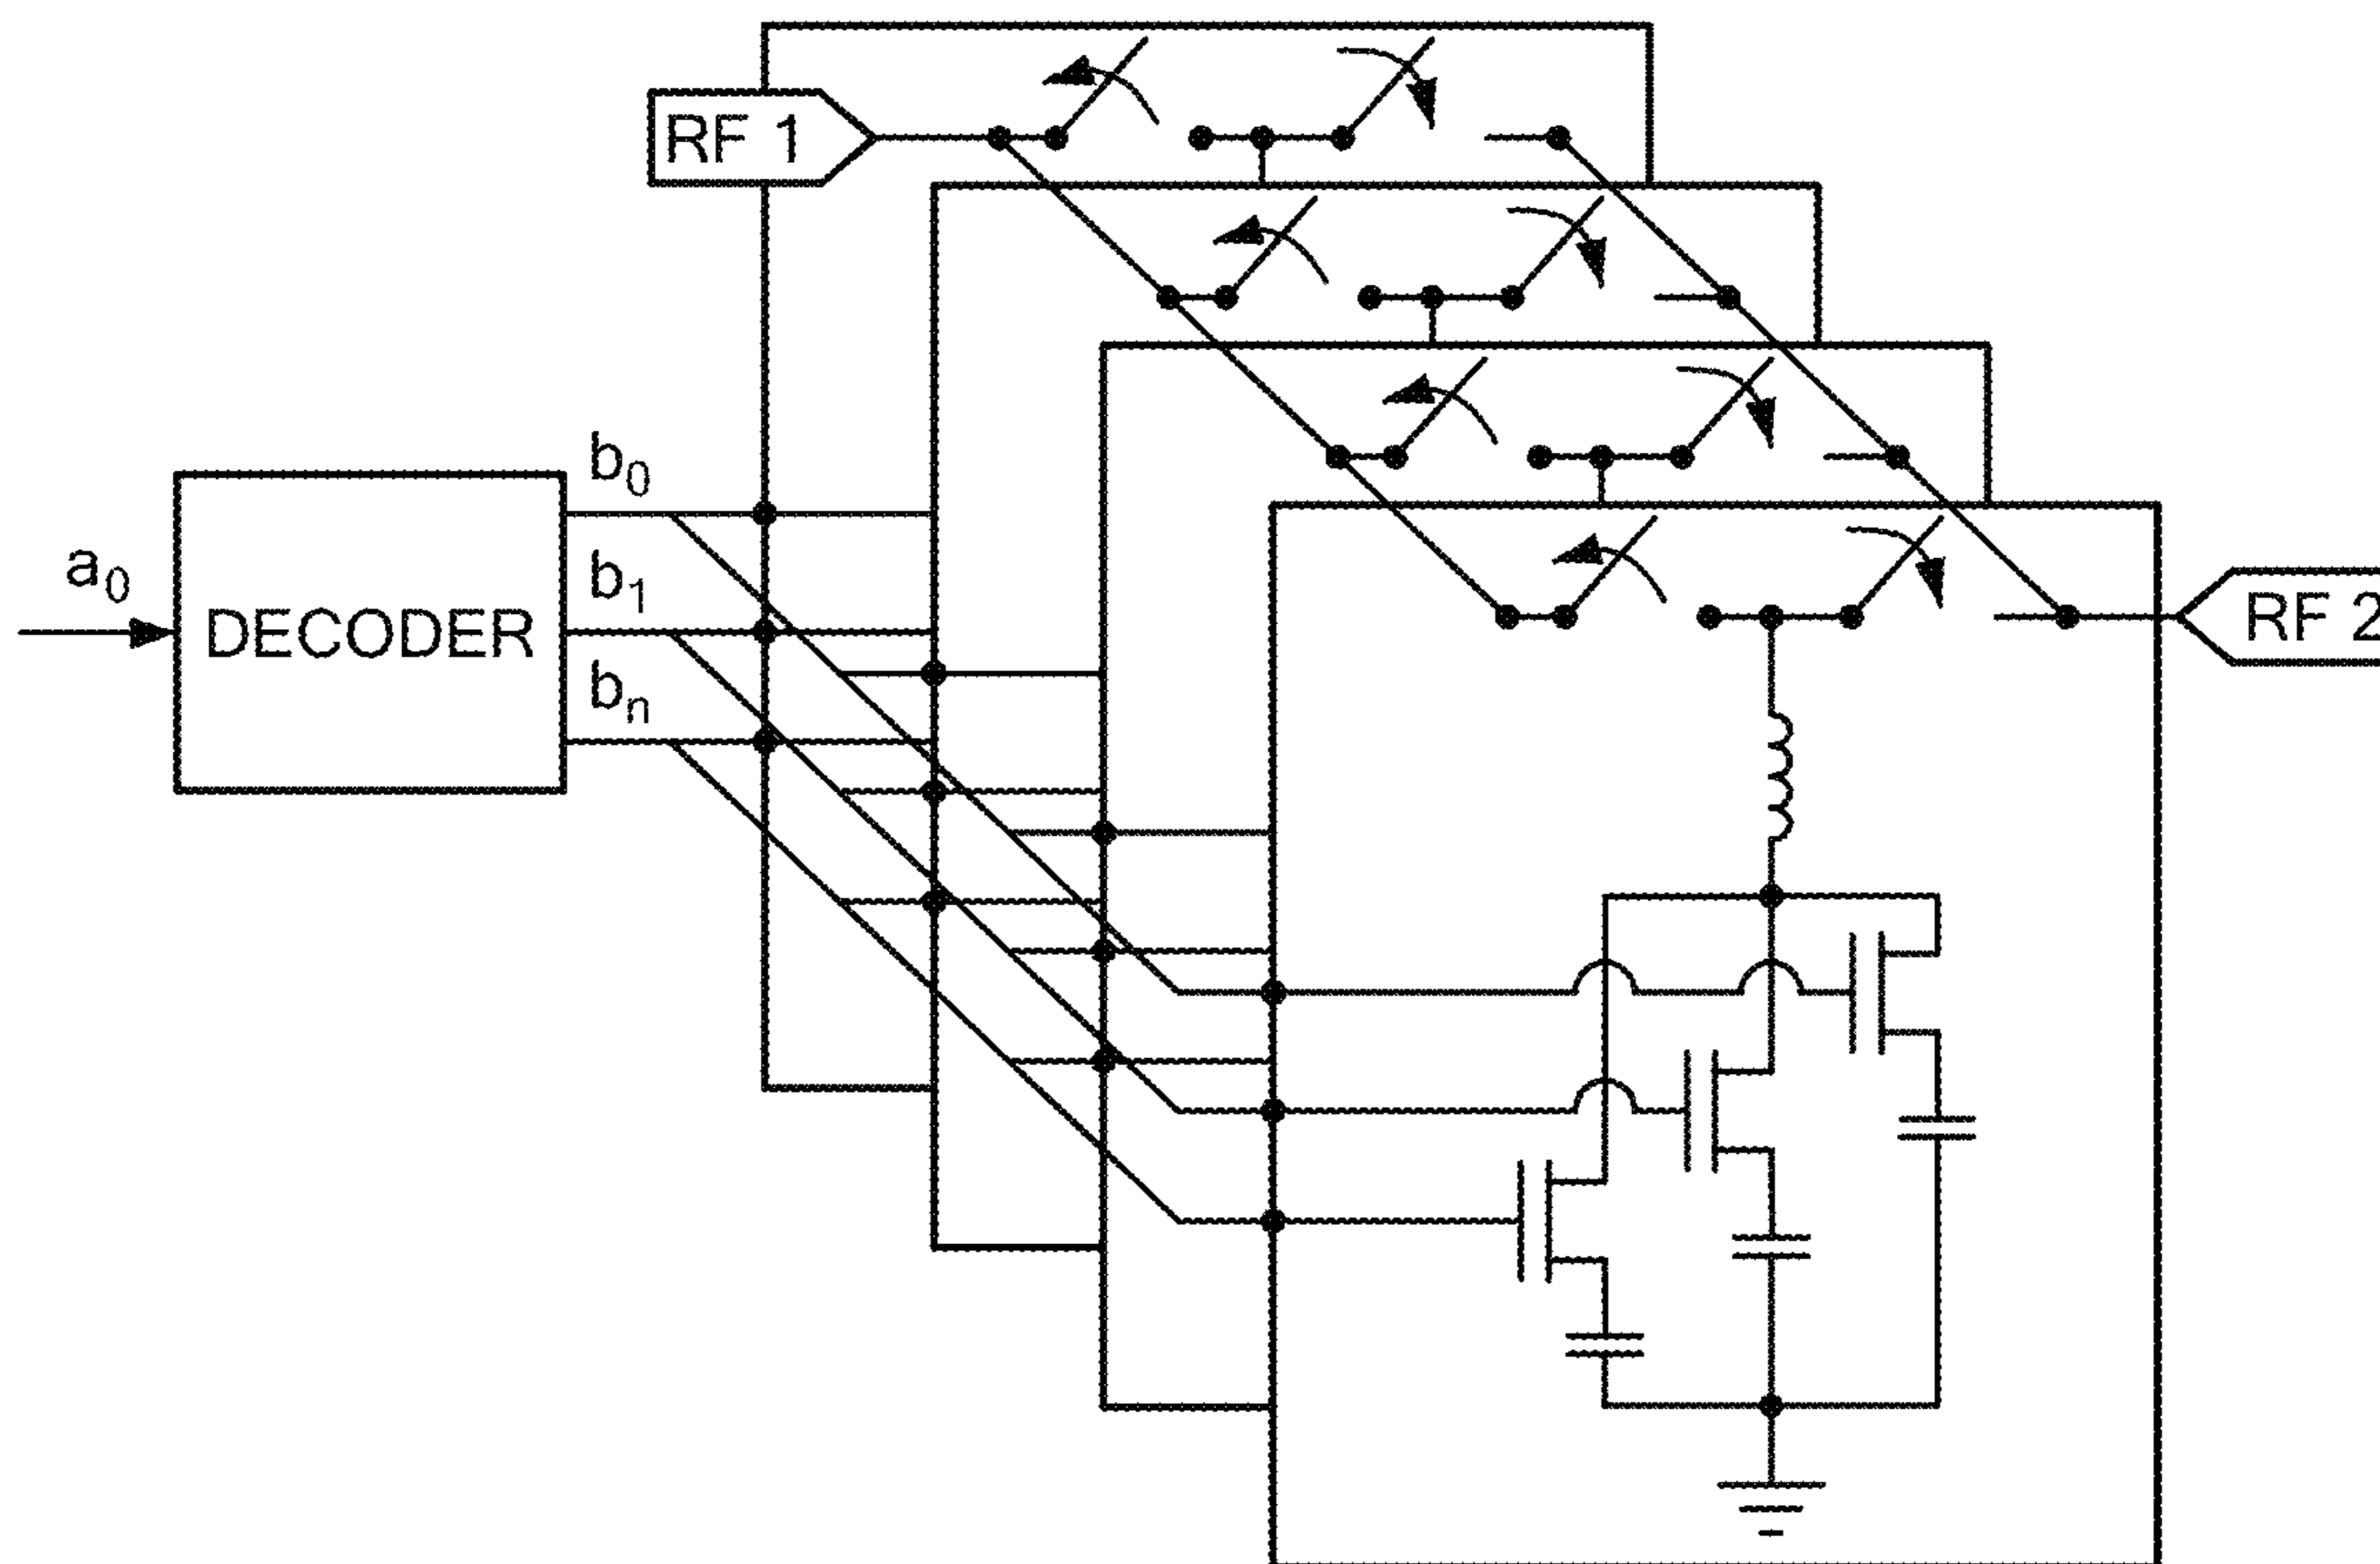 RF 1
b₀
a₀
b₁
DECODER
RF 2
bₙ